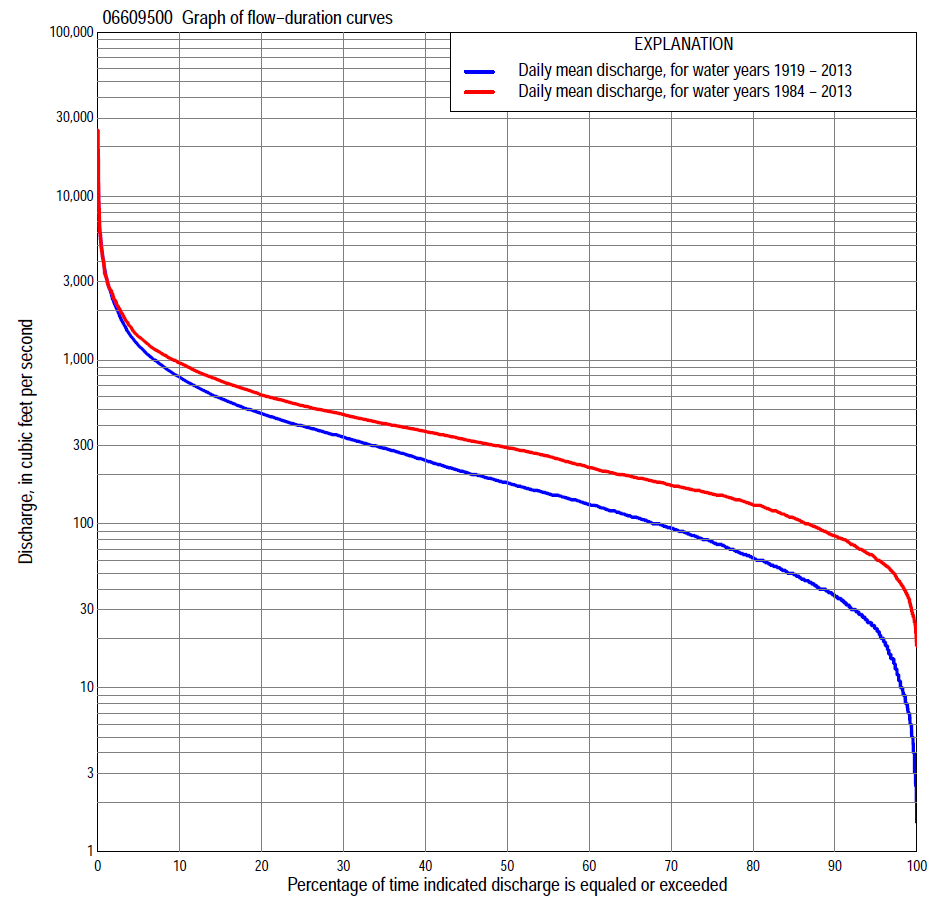 06609500 Graph of flow−duration curves
EXPLANATION
Daily mean discharge, for water years 1919 − 2013
Daily mean discharge, for water years 1984 − 2013
100,000
30,000
10,000
3,000
1,000
300
100
30
10
3
1
Discharge, in cubic feet per second
0 10 20 30 40 50 60 70 80 90 100
Percentage of time indicated discharge is equaled or exceeded